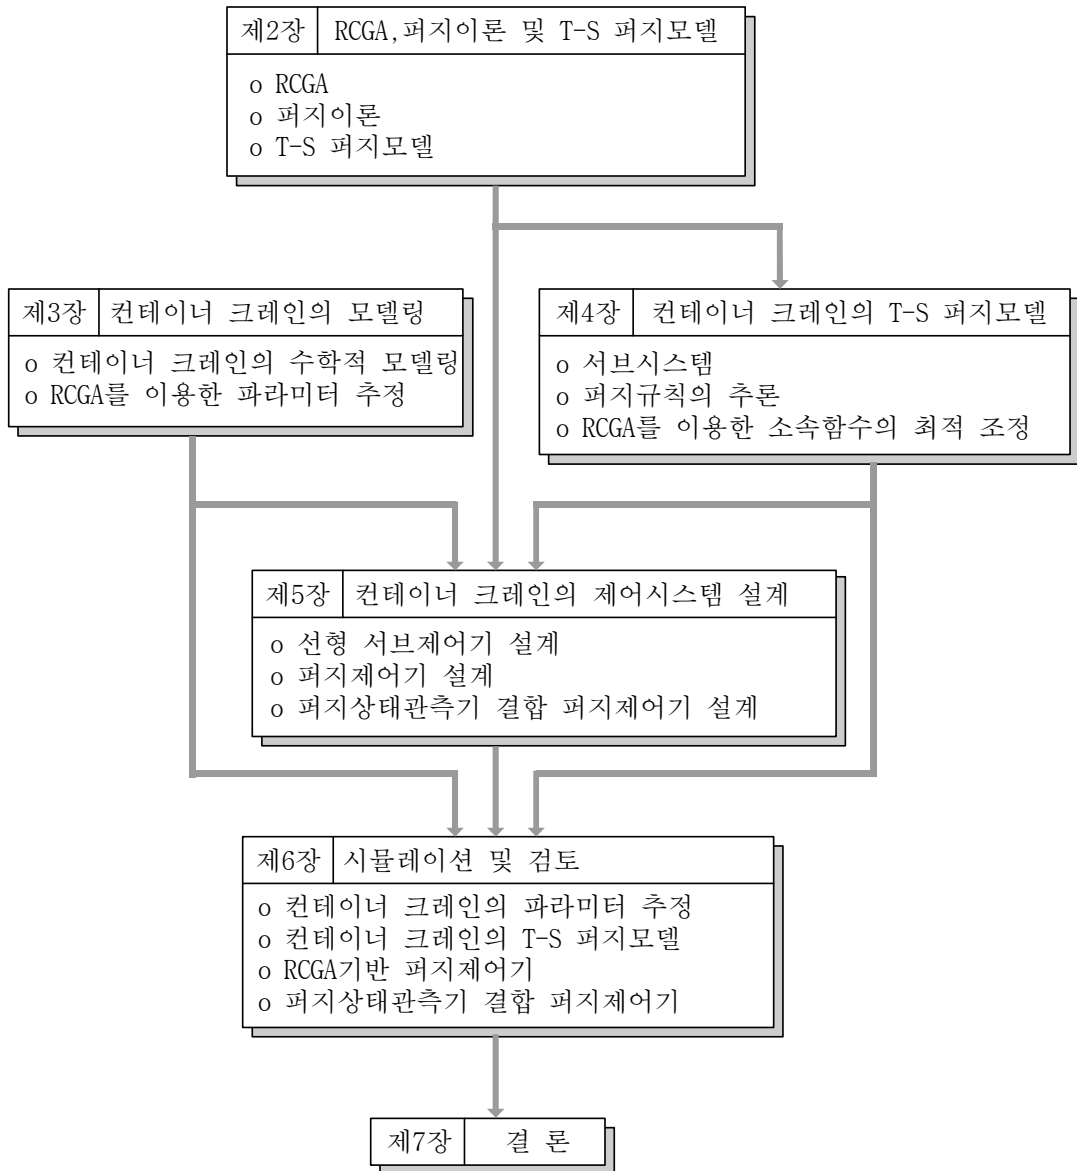 제2장 RCGA,퍼지이론 및 T-S 퍼지모델
o RCGA
o 퍼지이론
o T-S 퍼지모델
제3장 컨테이너 크레인의 모델링
o 컨테이너 크레인의 수학적 모델링
o RCGA를 이용한 파라미터 추정
제4장 컨테이너 크레인의 T-S 퍼지모델
o 서브시스템
o 퍼지규칙의 추론
o RCGA를 이용한 소속함수의 최적 조정
제5장 컨테이너 크레인의 제어시스템 설계
o 선형 서브제어기 설계
o 퍼지제어기 설계
o 퍼지상태관측기 결합 퍼지제어기 설계
제6장 시뮬레이션 및 검토
o 컨테이너 크레인의 파라미터 추정
o 컨테이너 크레인의 T-S 퍼지모델
o RCGA기반 퍼지제어기
o 퍼지상태관측기 결합 퍼지제어기
제7장 결 론